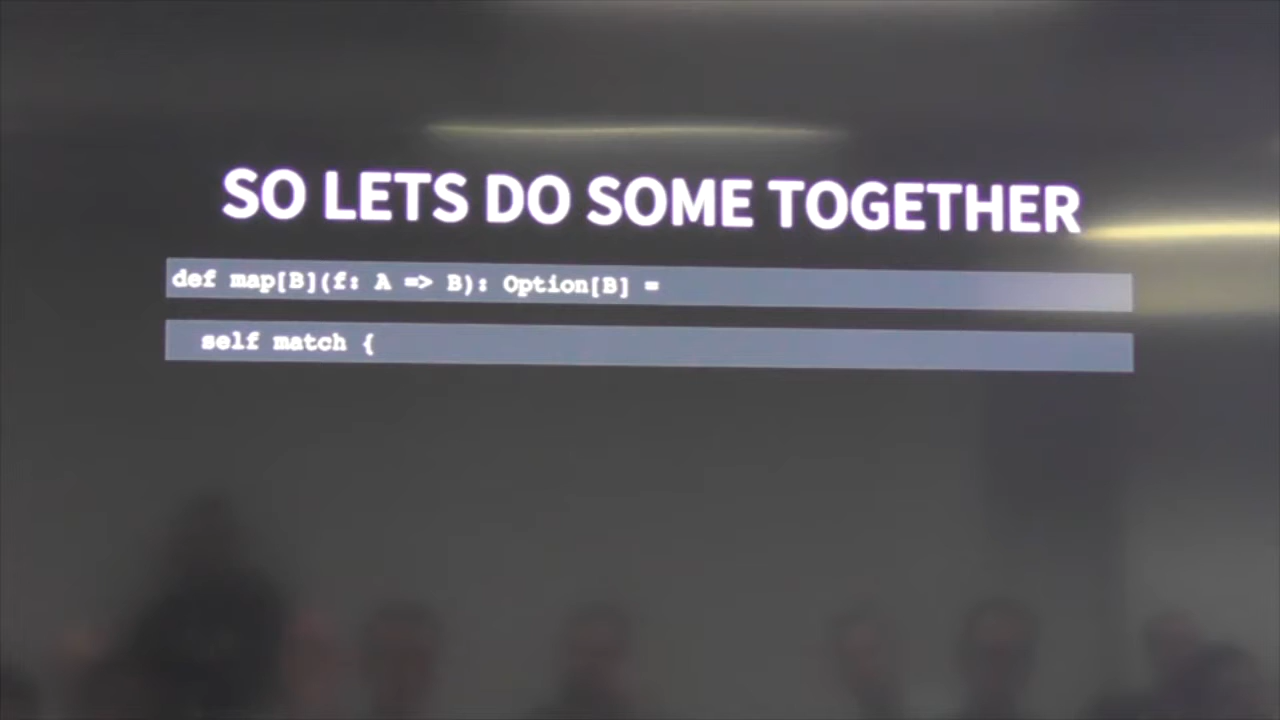 SO LETS DO SOME TOGETHER
def map[B](f: A => B): Option[B] =
  self match {